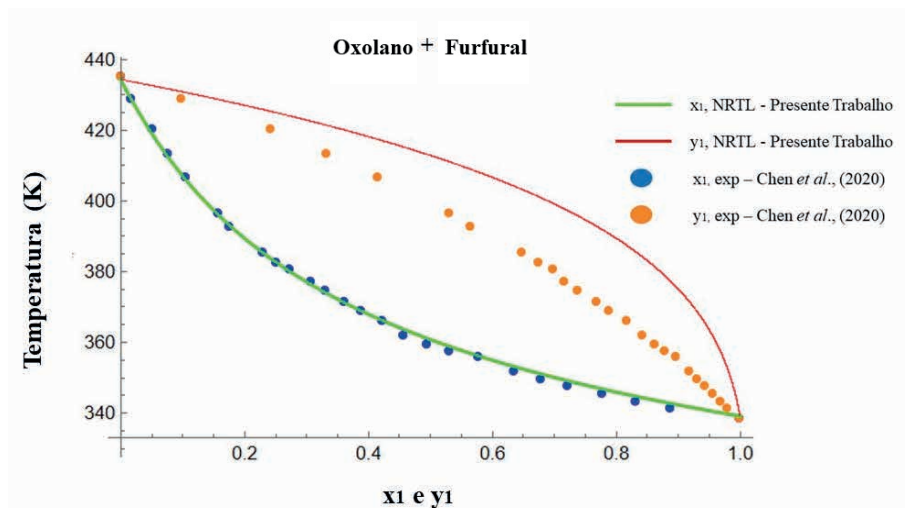 Oxolano + Furfural
440
420
400
380
360
340
Temperatura (K)
0.2
0.4
0.6
0.8
1.0
x1 e y1
x1, NRTL - Presente Trabalho
y1, NRTL - Presente Trabalho
x1, exp – Chen et al., (2020)
y1, exp – Chen et al., (2020)